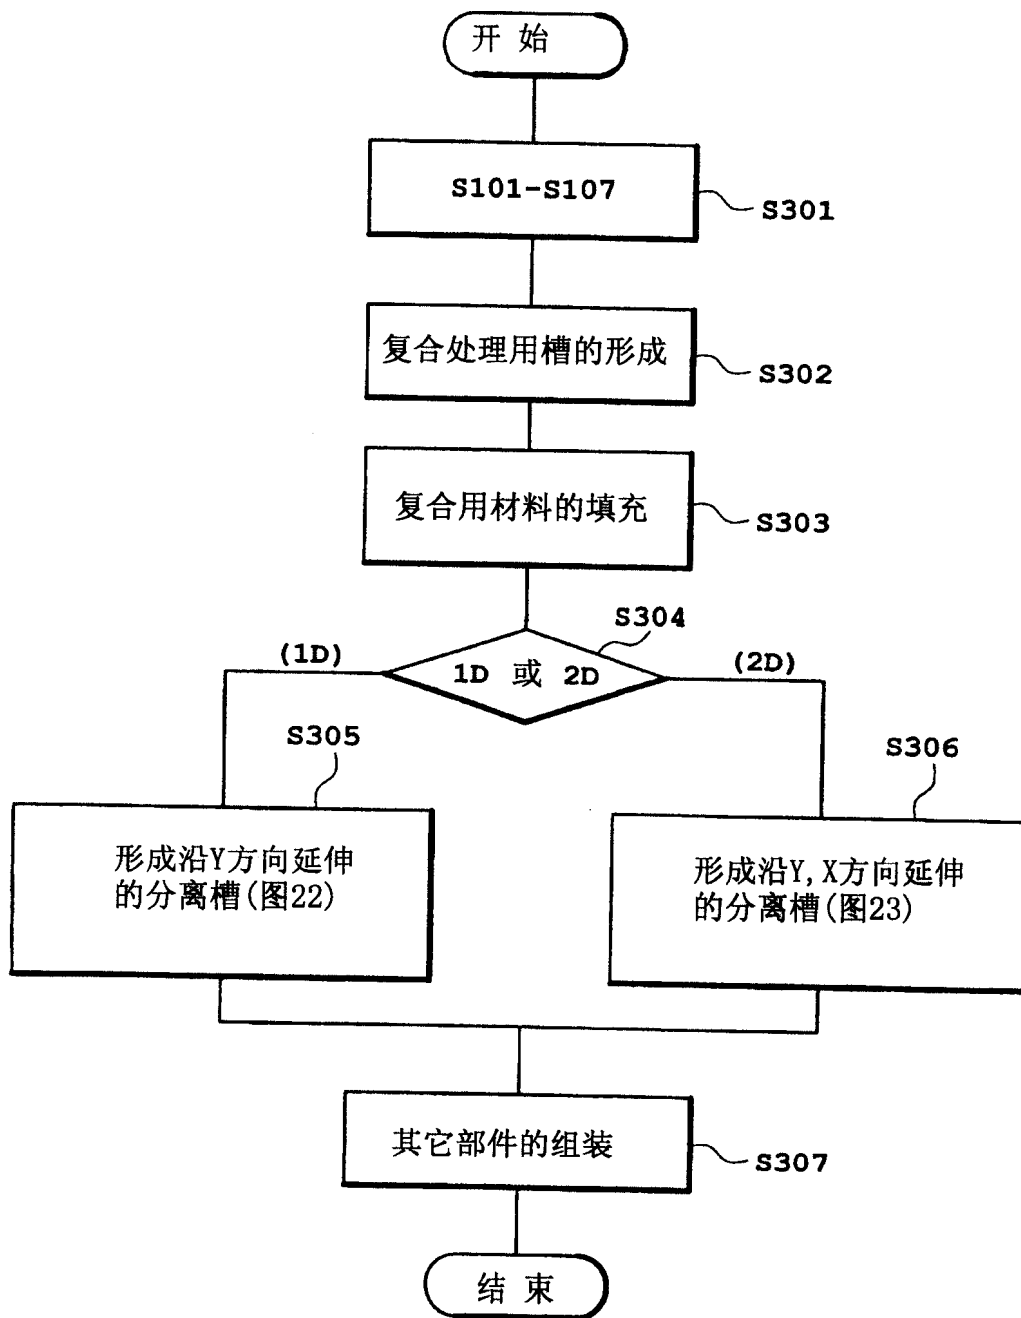 开 始
S101-S107
S301
复合处理用槽的形成
S302
复合用材料的填充
S303
S304
(1D)
1D 或 2D
(2D)
S305
S306
形成沿Y方向延伸
的分离槽(图22)
形成沿Y,X方向延伸
的分离槽(图23)
其它部件的组装
S307
结 束